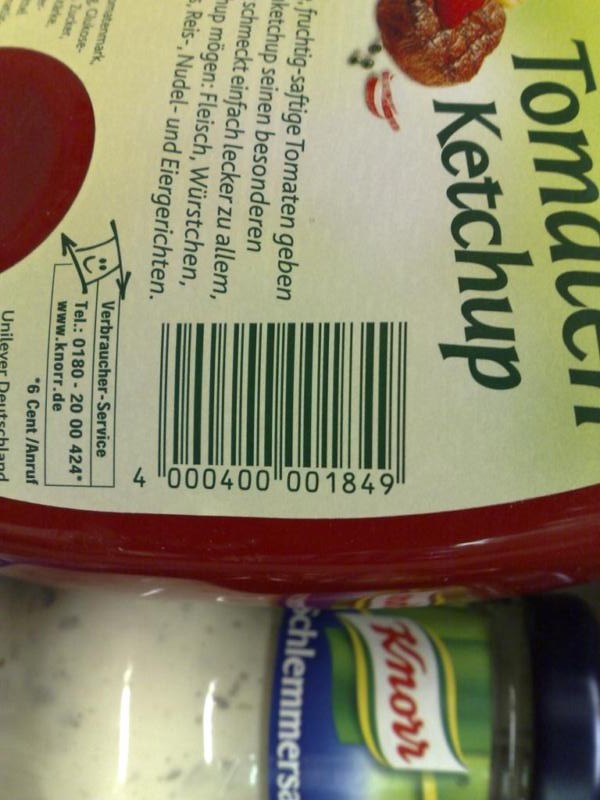 Tomaten
Ketchup
fruchtig-saftige Tomaten geben
ketchup seinen besonderen
schmeckt einfach lecker zu allem,
mögen: Fleisch, Würstchen,
Reis-, Nudel- und Eiergerichten.
Verbraucher-Service
Tel.: 0180 - 20 00 424*
www.knorr.de
*6 Cent /Anruf
Unilever Deutschland
4 000400 001849
Knorr